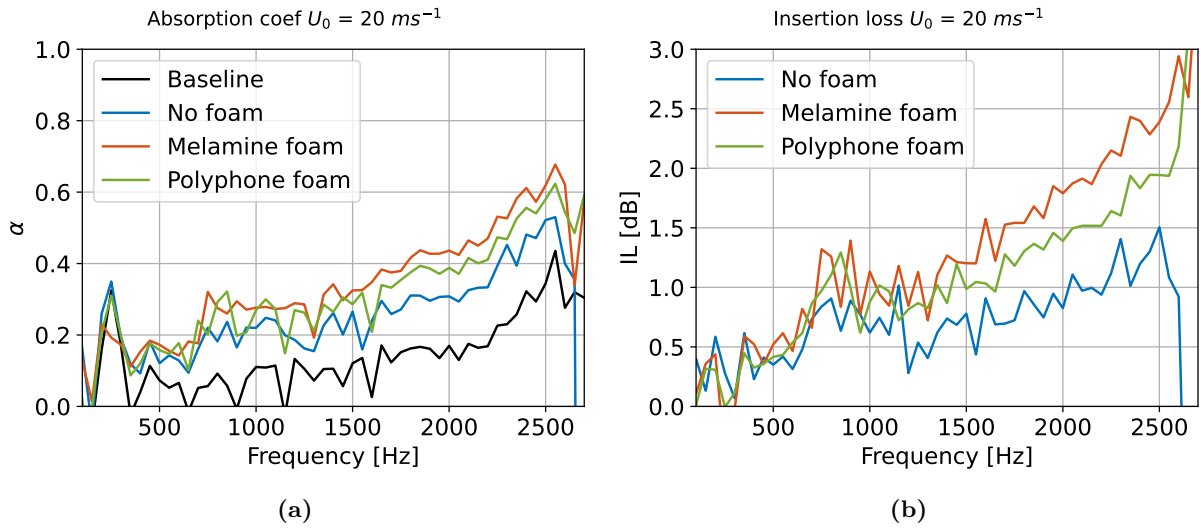 Absorption coef U₀ = 20 ms⁻¹
1.0
0.8
0.6
0.4
0.2
0.0
α
Baseline
No foam
Melamine foam
Polyphone foam
500 1000 1500 2000 2500
Frequency [Hz]
(a)
Insertion loss U₀ = 20 ms⁻¹
3.0
2.5
2.0
1.5
1.0
0.5
0.0
IL [dB]
No foam
Melamine foam
Polyphone foam
500 1000 1500 2000 2500
Frequency [Hz]
(b)